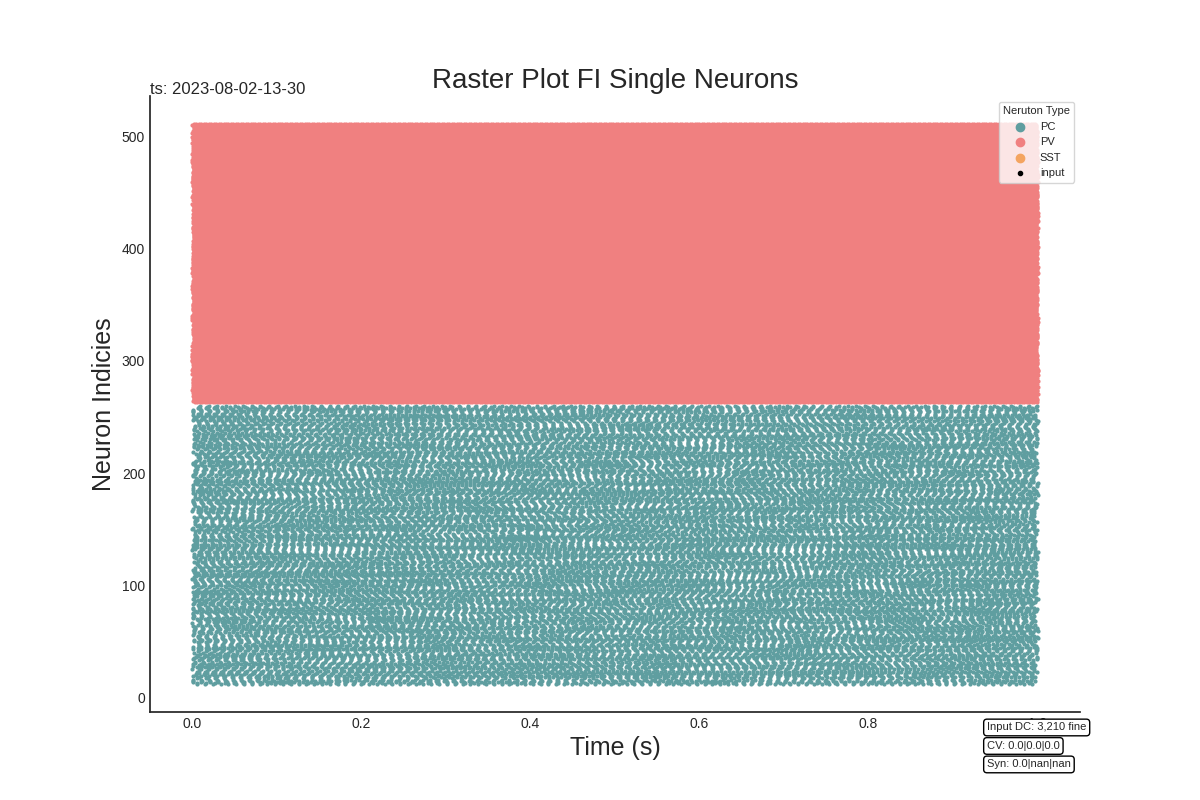 Raster Plot FI Single Neurons
ts: 2023-08-02-13-30
Neruton Type
PC
PV
SST
input
500
400
300
200
100
0
Neuron Indicies
0.0 0.2 0.4 0.6 0.8
Time (s)
Input DC: 3,210 fine
CV: 0.0|0.0|0.0
Syn: 0.0|nan|nan